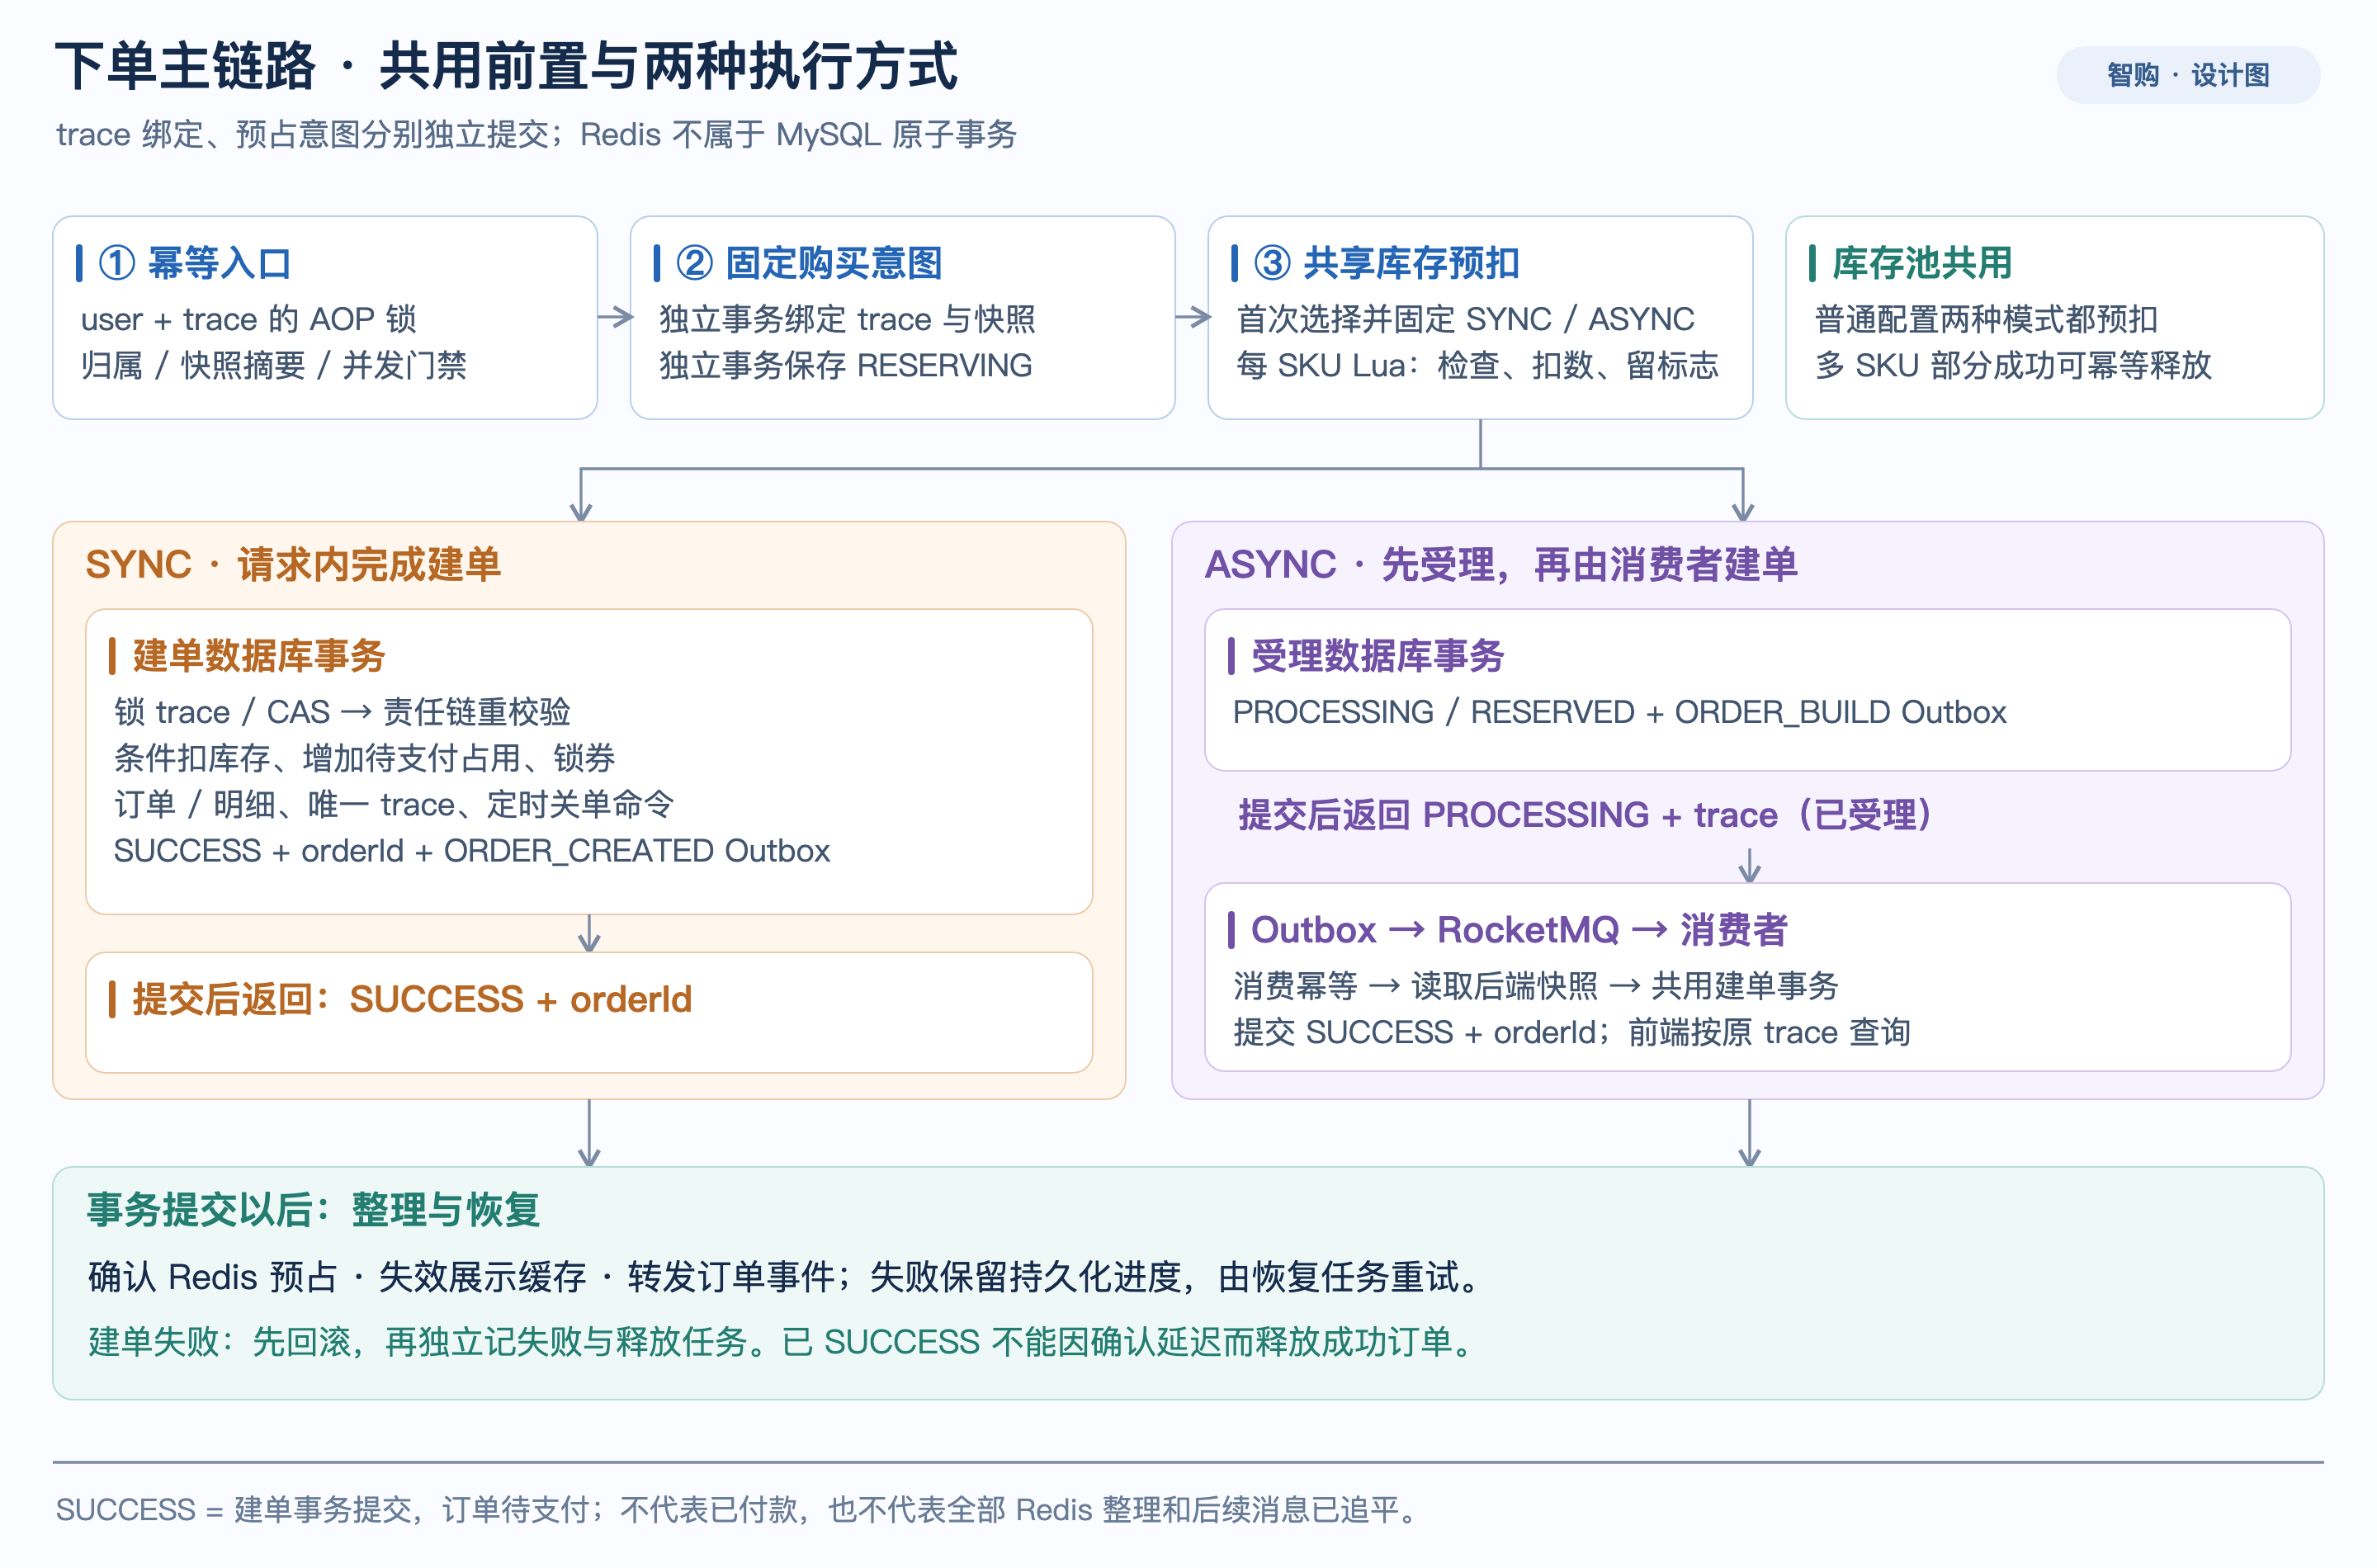 下单主链路 · 共用前置与两种执行方式
智购 · 设计图
trace 绑定、预占意图分别独立提交；Redis 不属于 MySQL 原子事务
① 幂等入口
user + trace 的 AOP 锁
归属 / 快照摘要 / 并发门禁
② 固定购买意图
独立事务绑定 trace 与快照
独立事务保存 RESERVING
③ 共享库存预扣
首次选择并固定 SYNC / ASYNC
每 SKU Lua：检查、扣数、留标志
库存池共用
普通配置两种模式都预扣
多 SKU 部分成功可幂等释放
SYNC · 请求内完成建单
建单数据库事务
锁 trace / CAS → 责任链重校验
条件扣库存、增加待支付占用、锁券
订单 / 明细、唯一 trace、定时关单命令
SUCCESS + orderId + ORDER_CREATED Outbox
提交后返回：SUCCESS + orderId
ASYNC · 先受理，再由消费者建单
受理数据库事务
PROCESSING / RESERVED + ORDER_BUILD Outbox
提交后返回 PROCESSING + trace（已受理）
Outbox → RocketMQ → 消费者
消费幂等 → 读取后端快照 → 共用建单事务
提交 SUCCESS + orderId；前端按原 trace 查询
事务提交以后：整理与恢复
确认 Redis 预占 · 失效展示缓存 · 转发订单事件；失败保留持久化进度，由恢复任务重试。
建单失败：先回滚，再独立记失败与释放任务。已 SUCCESS 不能因确认延迟而释放成功订单。
SUCCESS = 建单事务提交，订单待支付；不代表已付款，也不代表全部 Redis 整理和后续消息已追平。